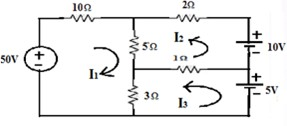 10Ω 2Ω
50V + - I1 5Ω I2 + - 10V
1Ω
3Ω I3 + - 5V